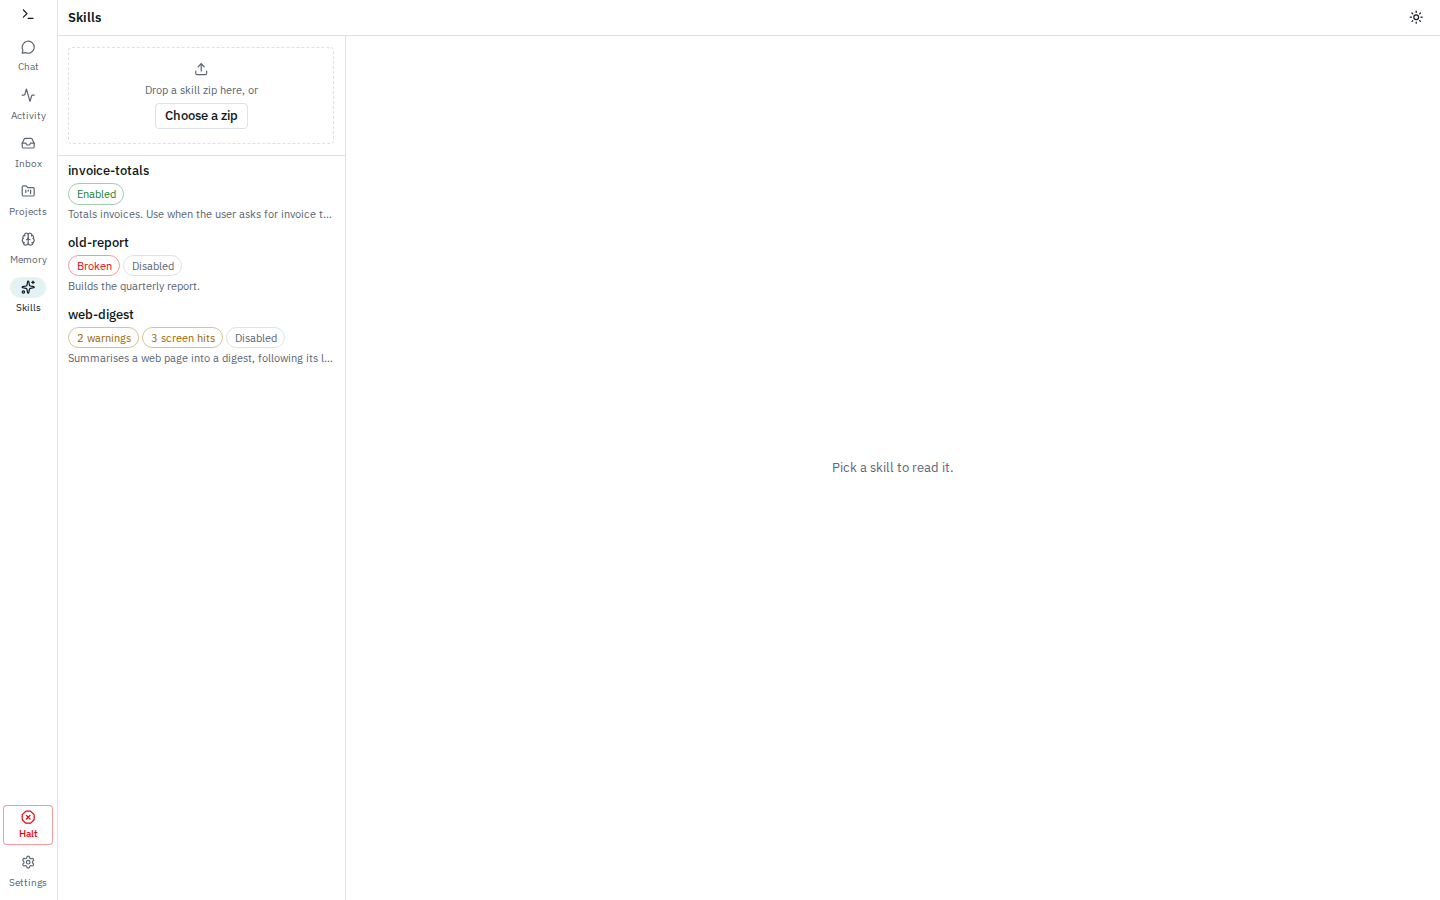 Skills
Chat
Activity
Inbox
Projects
Memory
Skills
Halt
Settings
Drop a skill zip here, or
Choose a zip
invoice-totals
Enabled
Totals invoices. Use when the user asks for invoice t...
old-report
Broken Disabled
Builds the quarterly report.
web-digest
2 warnings 3 screen hits Disabled
Summarises a web page into a digest, following its l...
Pick a skill to read it.